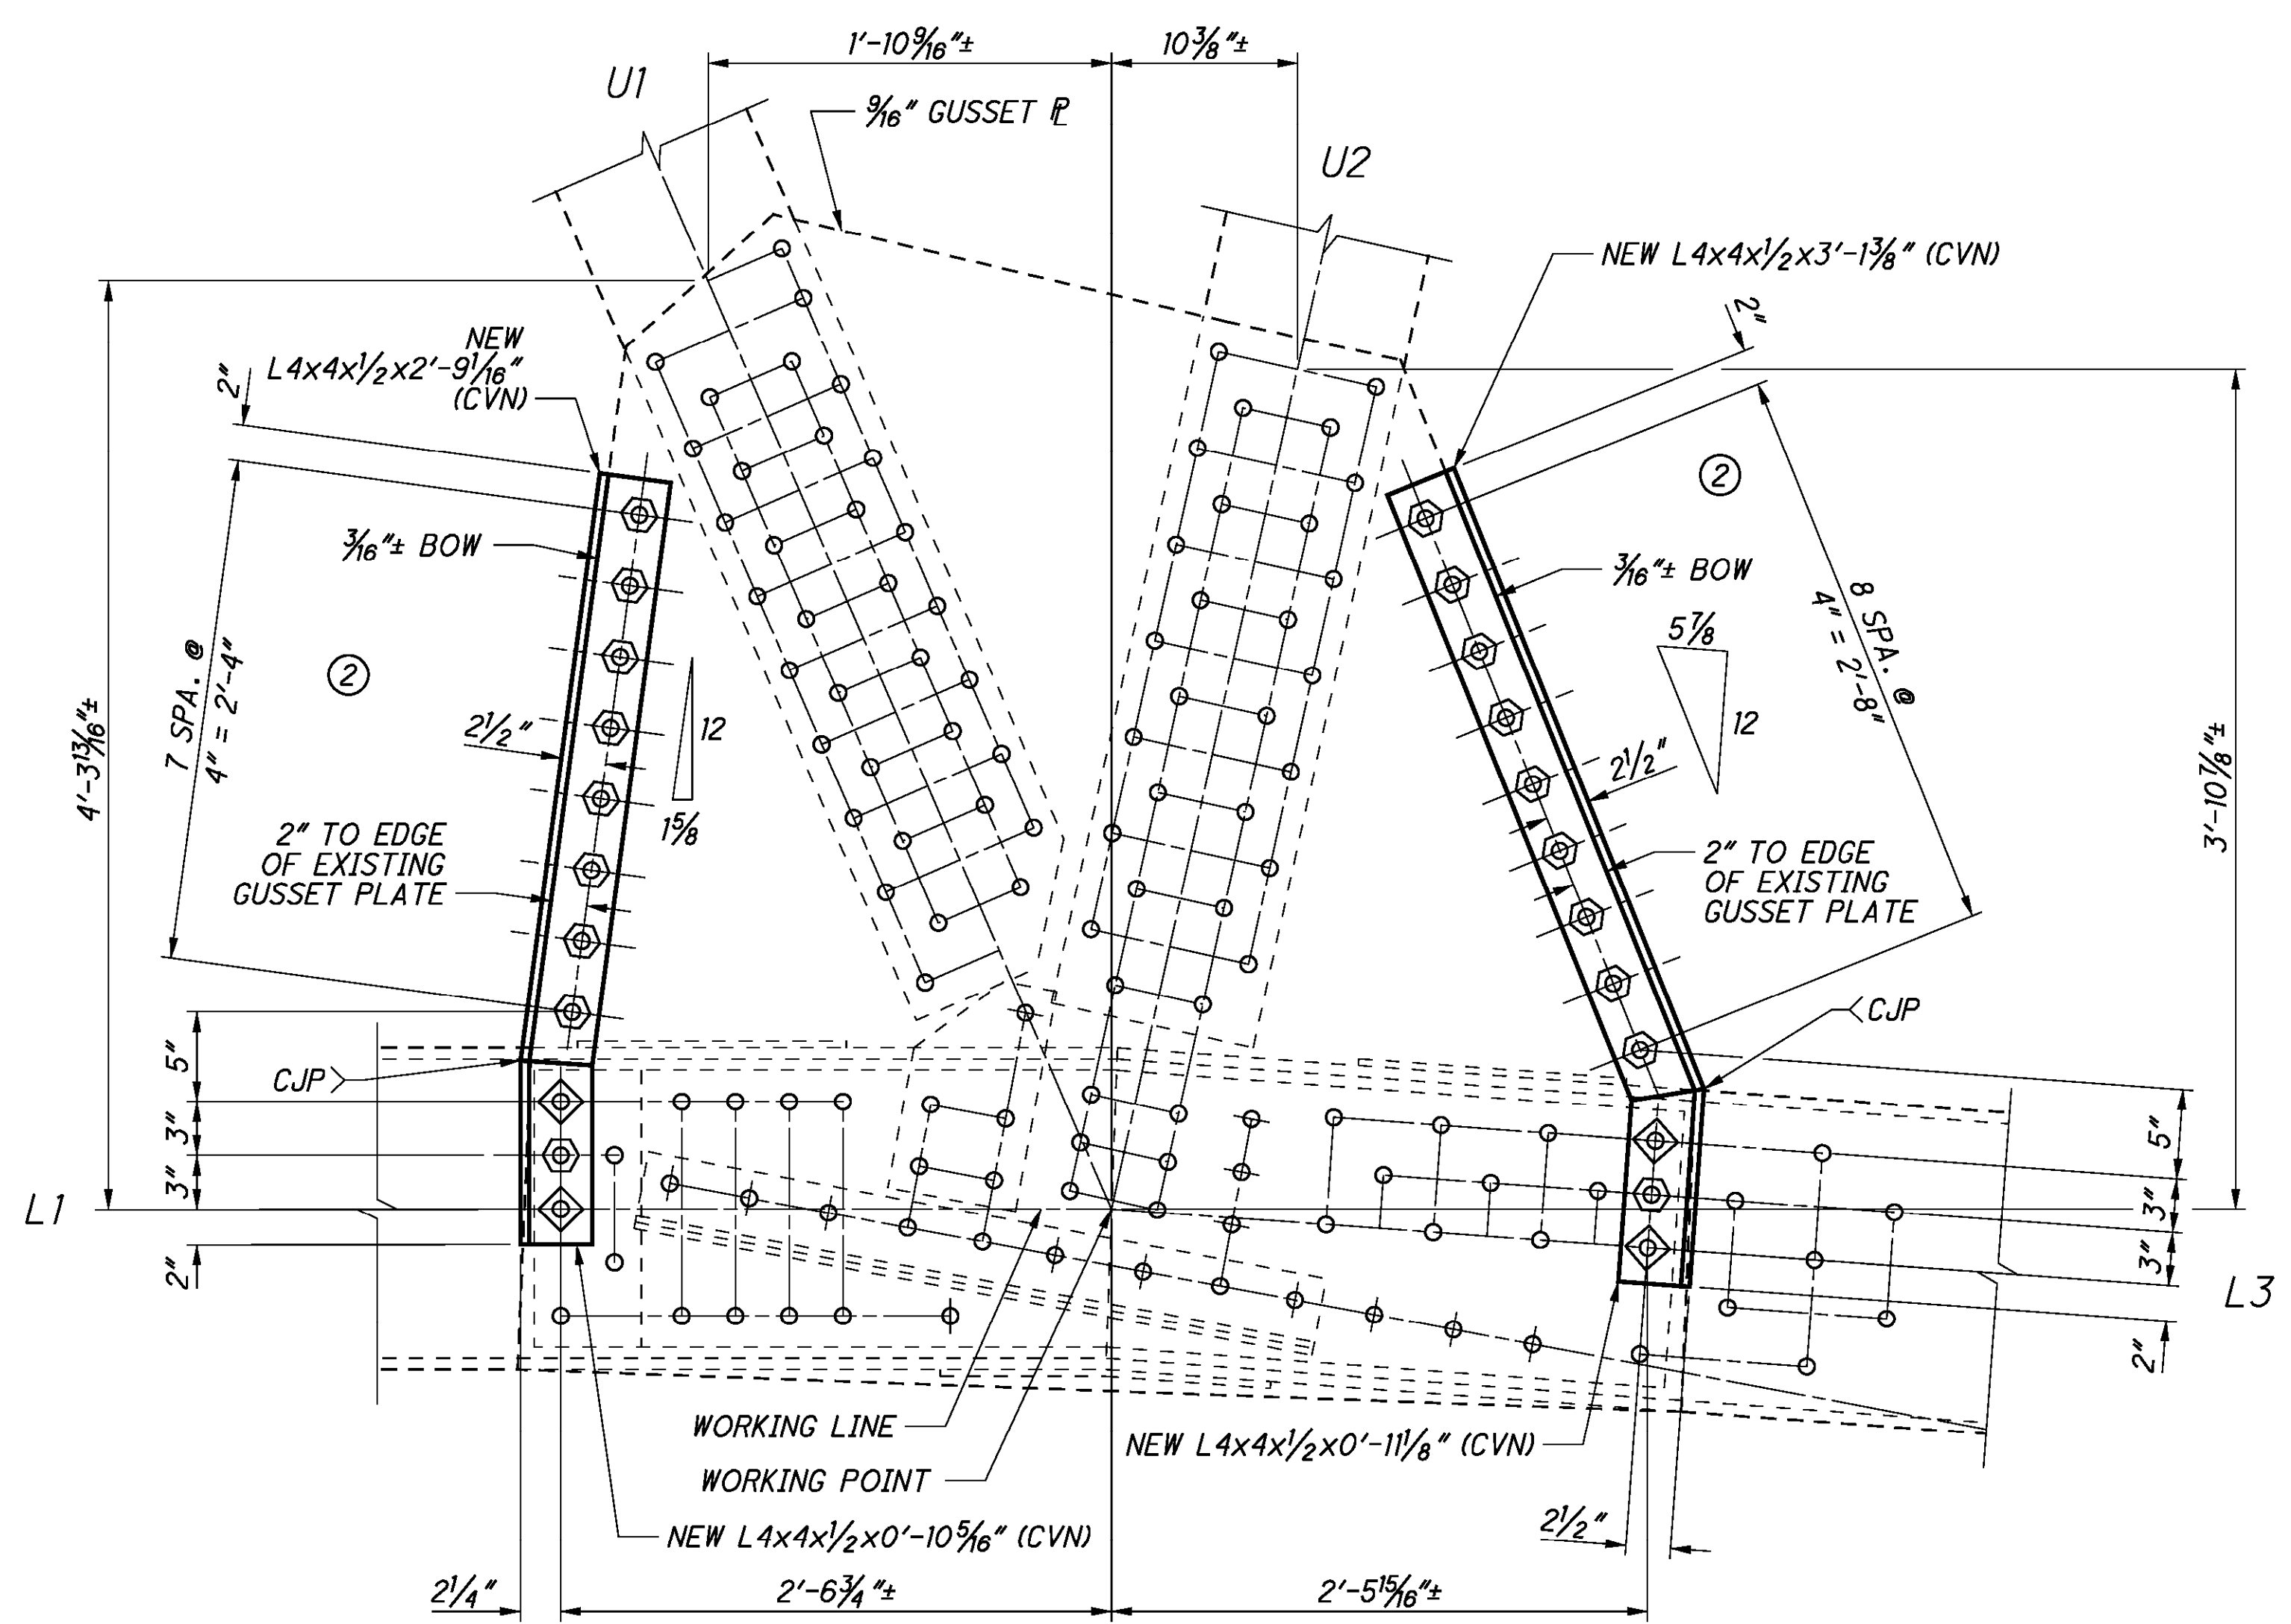 1'-10 9/16"±
10 3/8"±
U1
9/16" GUSSET ℄
U2
NEW L4x4x1/2x3'-1 3/8" (CVN)
2"
NEW
L4x4x1/2x2'-9 1/16"
(CVN)
2"
2
3/16"± BOW
3/16"± BOW
8 SPA. @
4" = 2'-8"
5 7/8
12
7 SPA. @
4" = 2'-4"
2
2 1/2"
12
1 5/8
2 1/2"
4'-3 13/16"±
3'-10 7/8"±
2" TO EDGE
OF EXISTING
GUSSET PLATE
2" TO EDGE
OF EXISTING
GUSSET PLATE
CJP
CJP
5"
3"
3"
2"
5"
3"
3"
2"
L1
L3
WORKING LINE
WORKING POINT
NEW L4x4x1/2x0'-11 1/8" (CVN)
NEW L4x4x1/2x0'-10 5/16" (CVN)
2 1/2"
2 1/4"
2'-6 3/4"±
2'-5 15/16"±